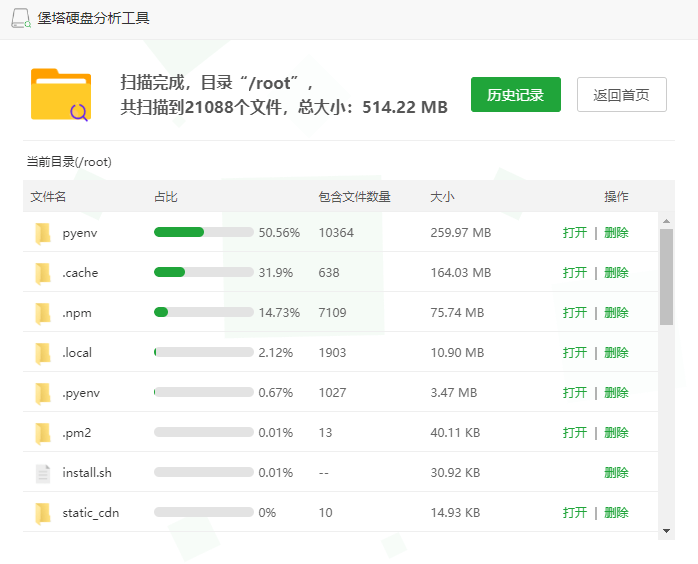 堡塔硬盘分析工具
扫描完成，目录“/root”，
共扫描到21088个文件，总大小：514.22 MB
历史记录 返回首页
当前目录(/root)
文件名 占比 包含文件数量 大小 操作
pyenv 50.56% 10364 259.97 MB 打开 | 删除
.cache 31.9% 638 164.03 MB 打开 | 删除
.npm 14.73% 7109 75.74 MB 打开 | 删除
.local 2.12% 1903 10.90 MB 打开 | 删除
.pyenv 0.67% 1027 3.47 MB 打开 | 删除
.pm2 0.01% 13 40.11 KB 打开 | 删除
install.sh 0.01% -- 30.92 KB 删除
static_cdn 0% 10 14.93 KB 打开 | 删除